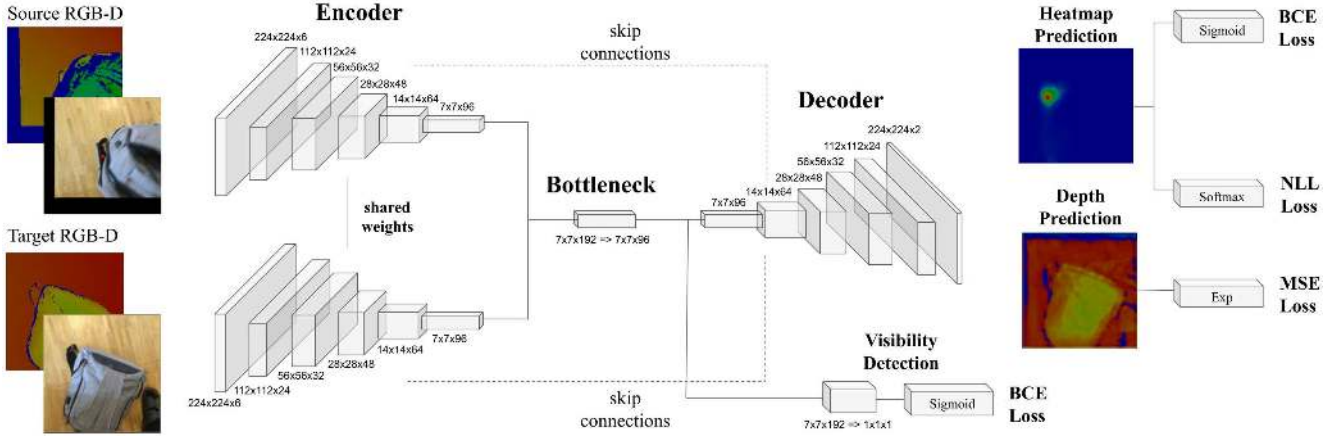 Source RGB-D
Target RGB-D
Encoder
224x224x6
112x112x24
56x56x32
28x28x48
14x14x64
7x7x96
shared
weights
224x224x6
112x112x24
56x56x32
28x28x48
14x14x64
7x7x96
skip
connections
skip
connections
Bottleneck
7x7x192 => 7x7x96
Decoder
7x7x96
14x14x64
28x28x48
56x56x32
112x112x24
224x224x2
Visibility
Detection
7x7x192 => 1x1x1
Sigmoid
BCE
Loss
Heatmap
Prediction
Sigmoid
BCE
Loss
Softmax
NLL
Loss
Depth
Prediction
Exp
MSE
Loss